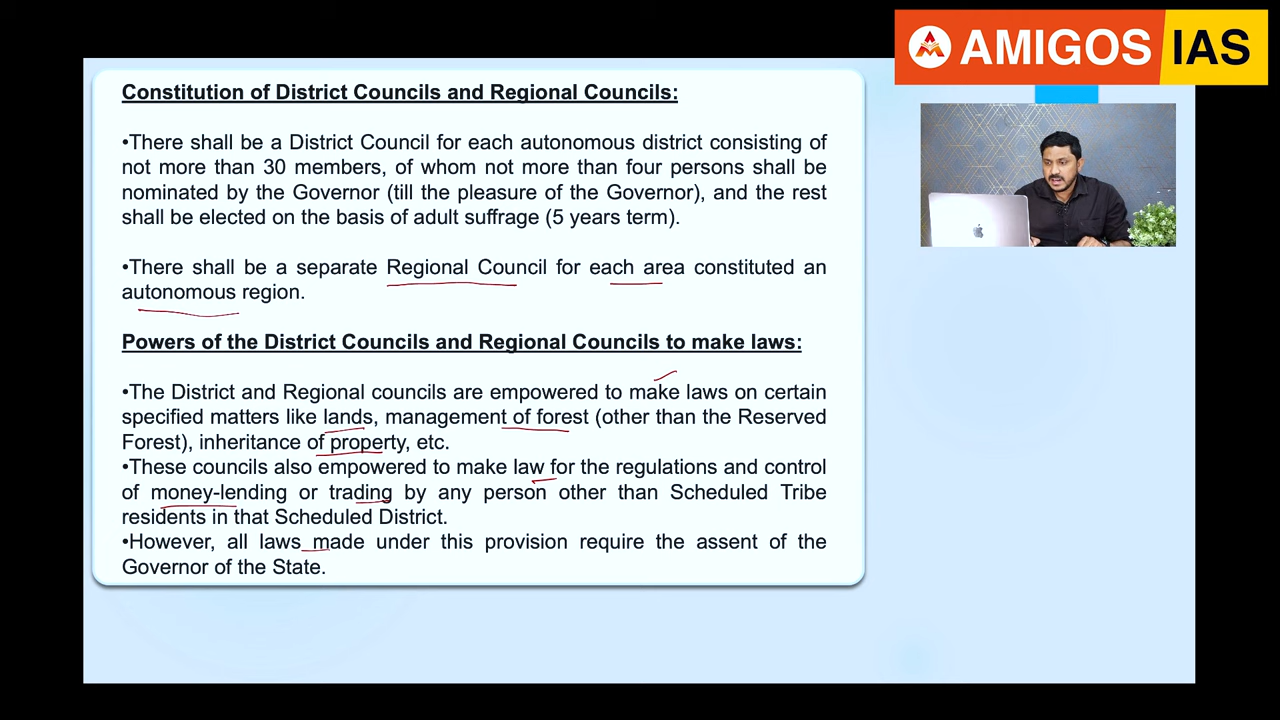 AMIGOS IAS
Constitution of District Councils and Regional Councils:
•There shall be a District Council for each autonomous district consisting of
not more than 30 members, of whom not more than four persons shall be
nominated by the Governor (till the pleasure of the Governor), and the rest
shall be elected on the basis of adult suffrage (5 years term).
•There shall be a separate Regional Council for each area constituted an
autonomous region.
Powers of the District Councils and Regional Councils to make laws:
•The District and Regional councils are empowered to make laws on certain
specified matters like lands, management of forest (other than the Reserved
Forest), inheritance of property, etc.
•These councils also empowered to make law for the regulations and control
of money-lending or trading by any person other than Scheduled Tribe
residents in that Scheduled District.
•However, all laws made under this provision require the assent of the
Governor of the State.